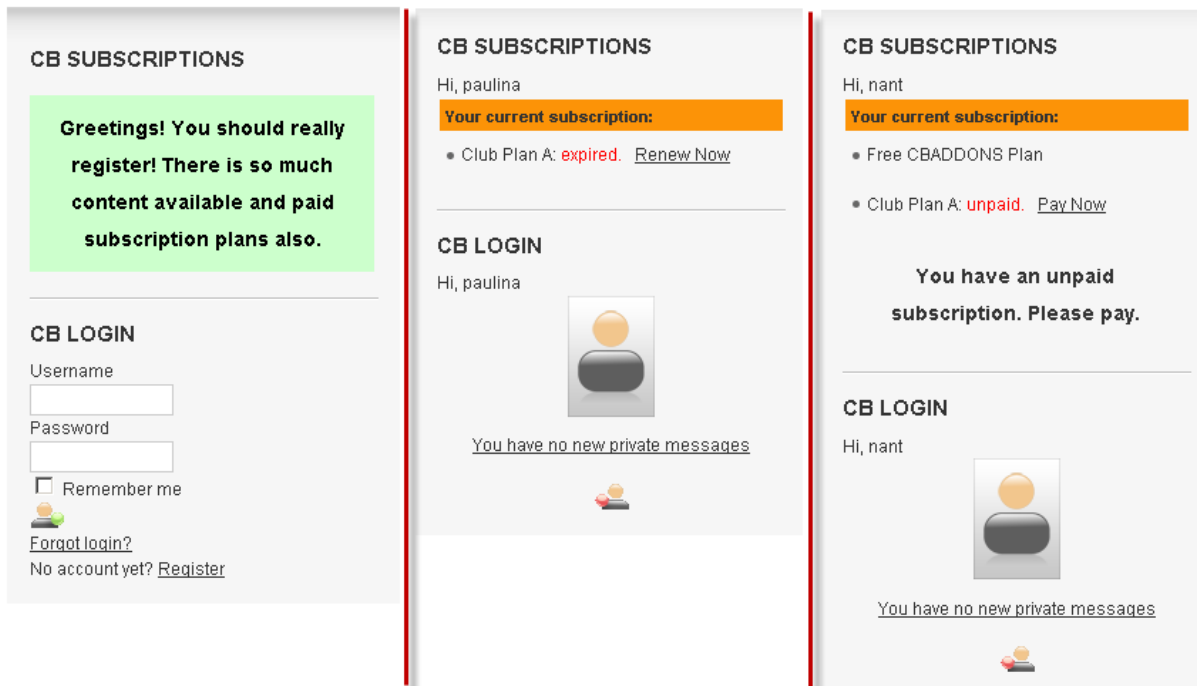 CB SUBSCRIPTIONS
Greetings! You should really
register! There is so much
content available and paid
subscription plans also.
CB LOGIN
Username
Password
Remember me
Forgot login?
No account yet? Register
CB SUBSCRIPTIONS
Hi, paulina
Your current subscription:
Club Plan A: expired. Renew Now
CB LOGIN
Hi, paulina
You have no new private messages
CB SUBSCRIPTIONS
Hi, nant
Your current subscription:
Free CBADDONS Plan
Club Plan A: unpaid. Pay Now
You have an unpaid
subscription. Please pay.
CB LOGIN
Hi, nant
You have no new private messages